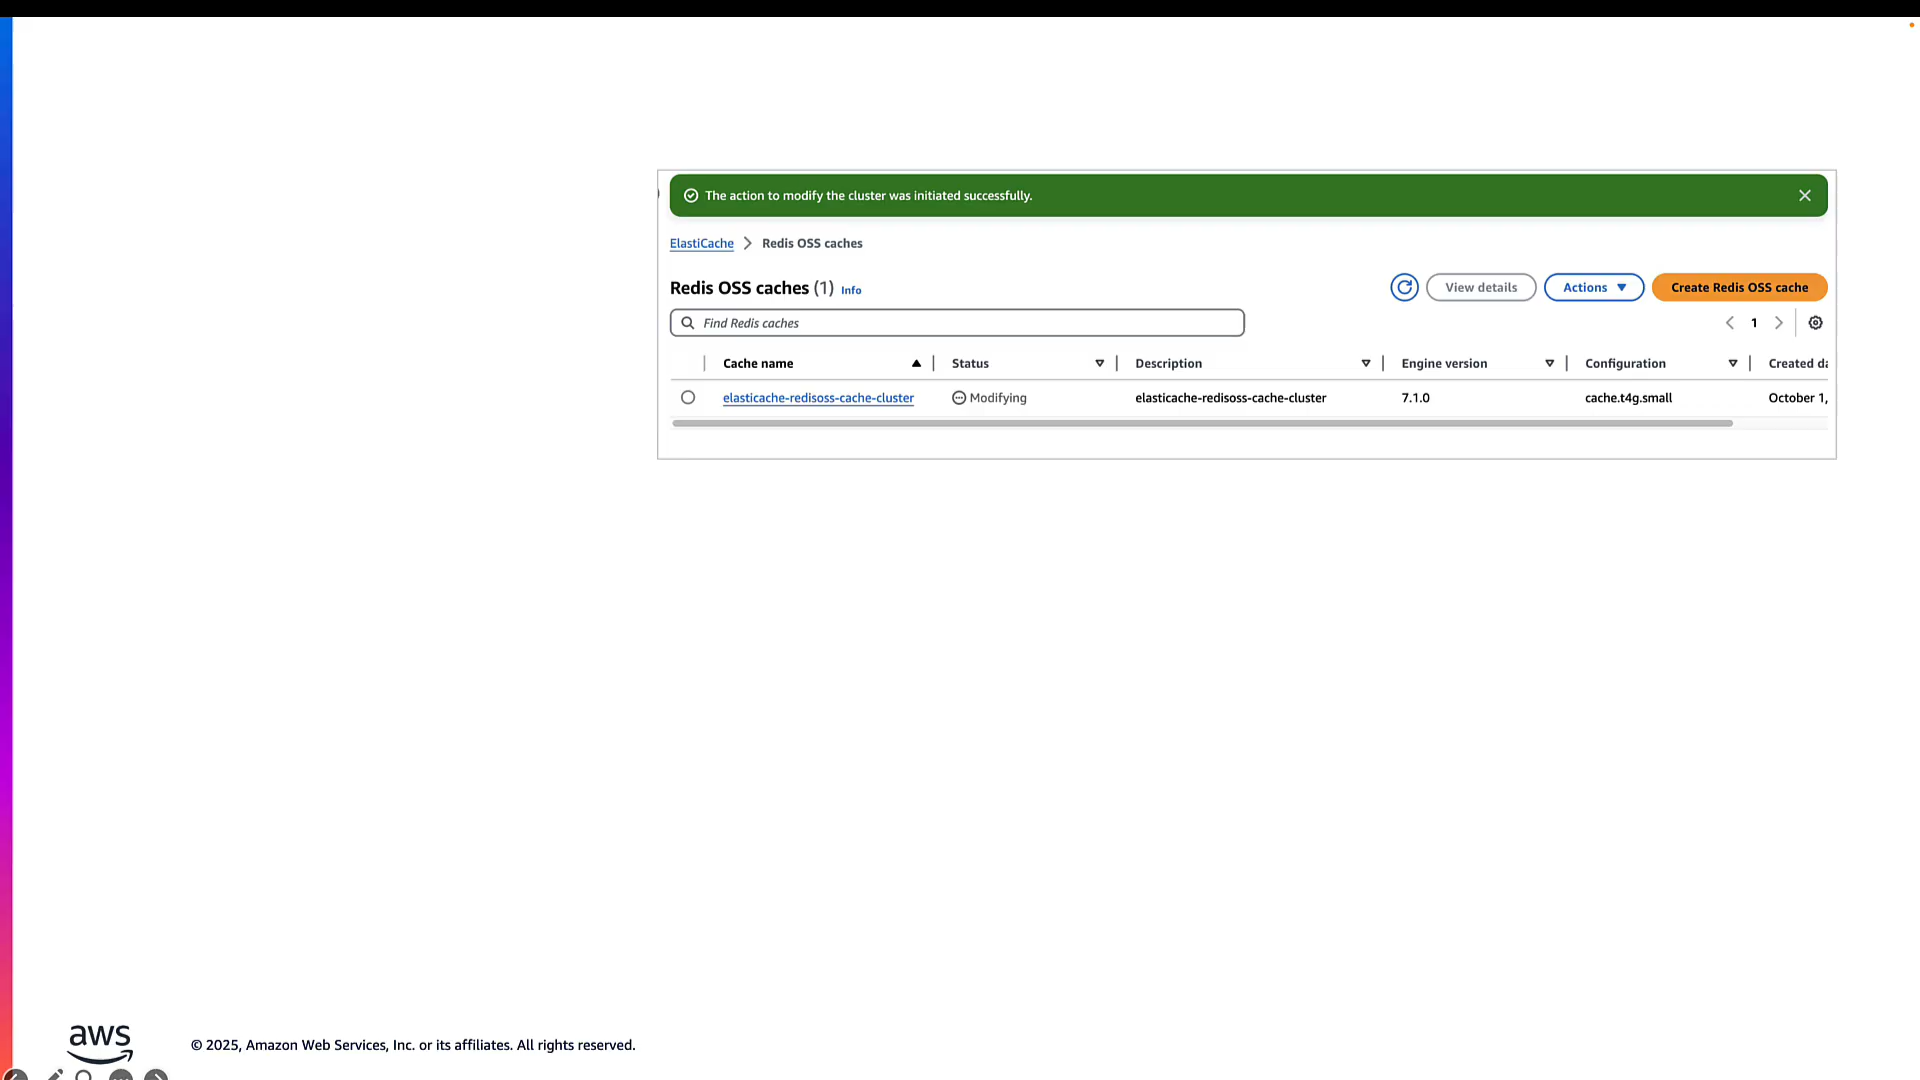 The action to modify the cluster was initiated successfully.
ElastiCache > Redis OSS caches
Redis OSS caches (1) Info
View details
Actions
Create Redis OSS cache
Find Redis caches
1
Cache name Status Description Engine version Configuration Created da
elasticache-redisoss-cache-cluster Modifying elasticache-redisoss-cache-cluster 7.1.0 cache.t4g.small October 1,
aws
© 2025, Amazon Web Services, Inc. or its affiliates. All rights reserved.